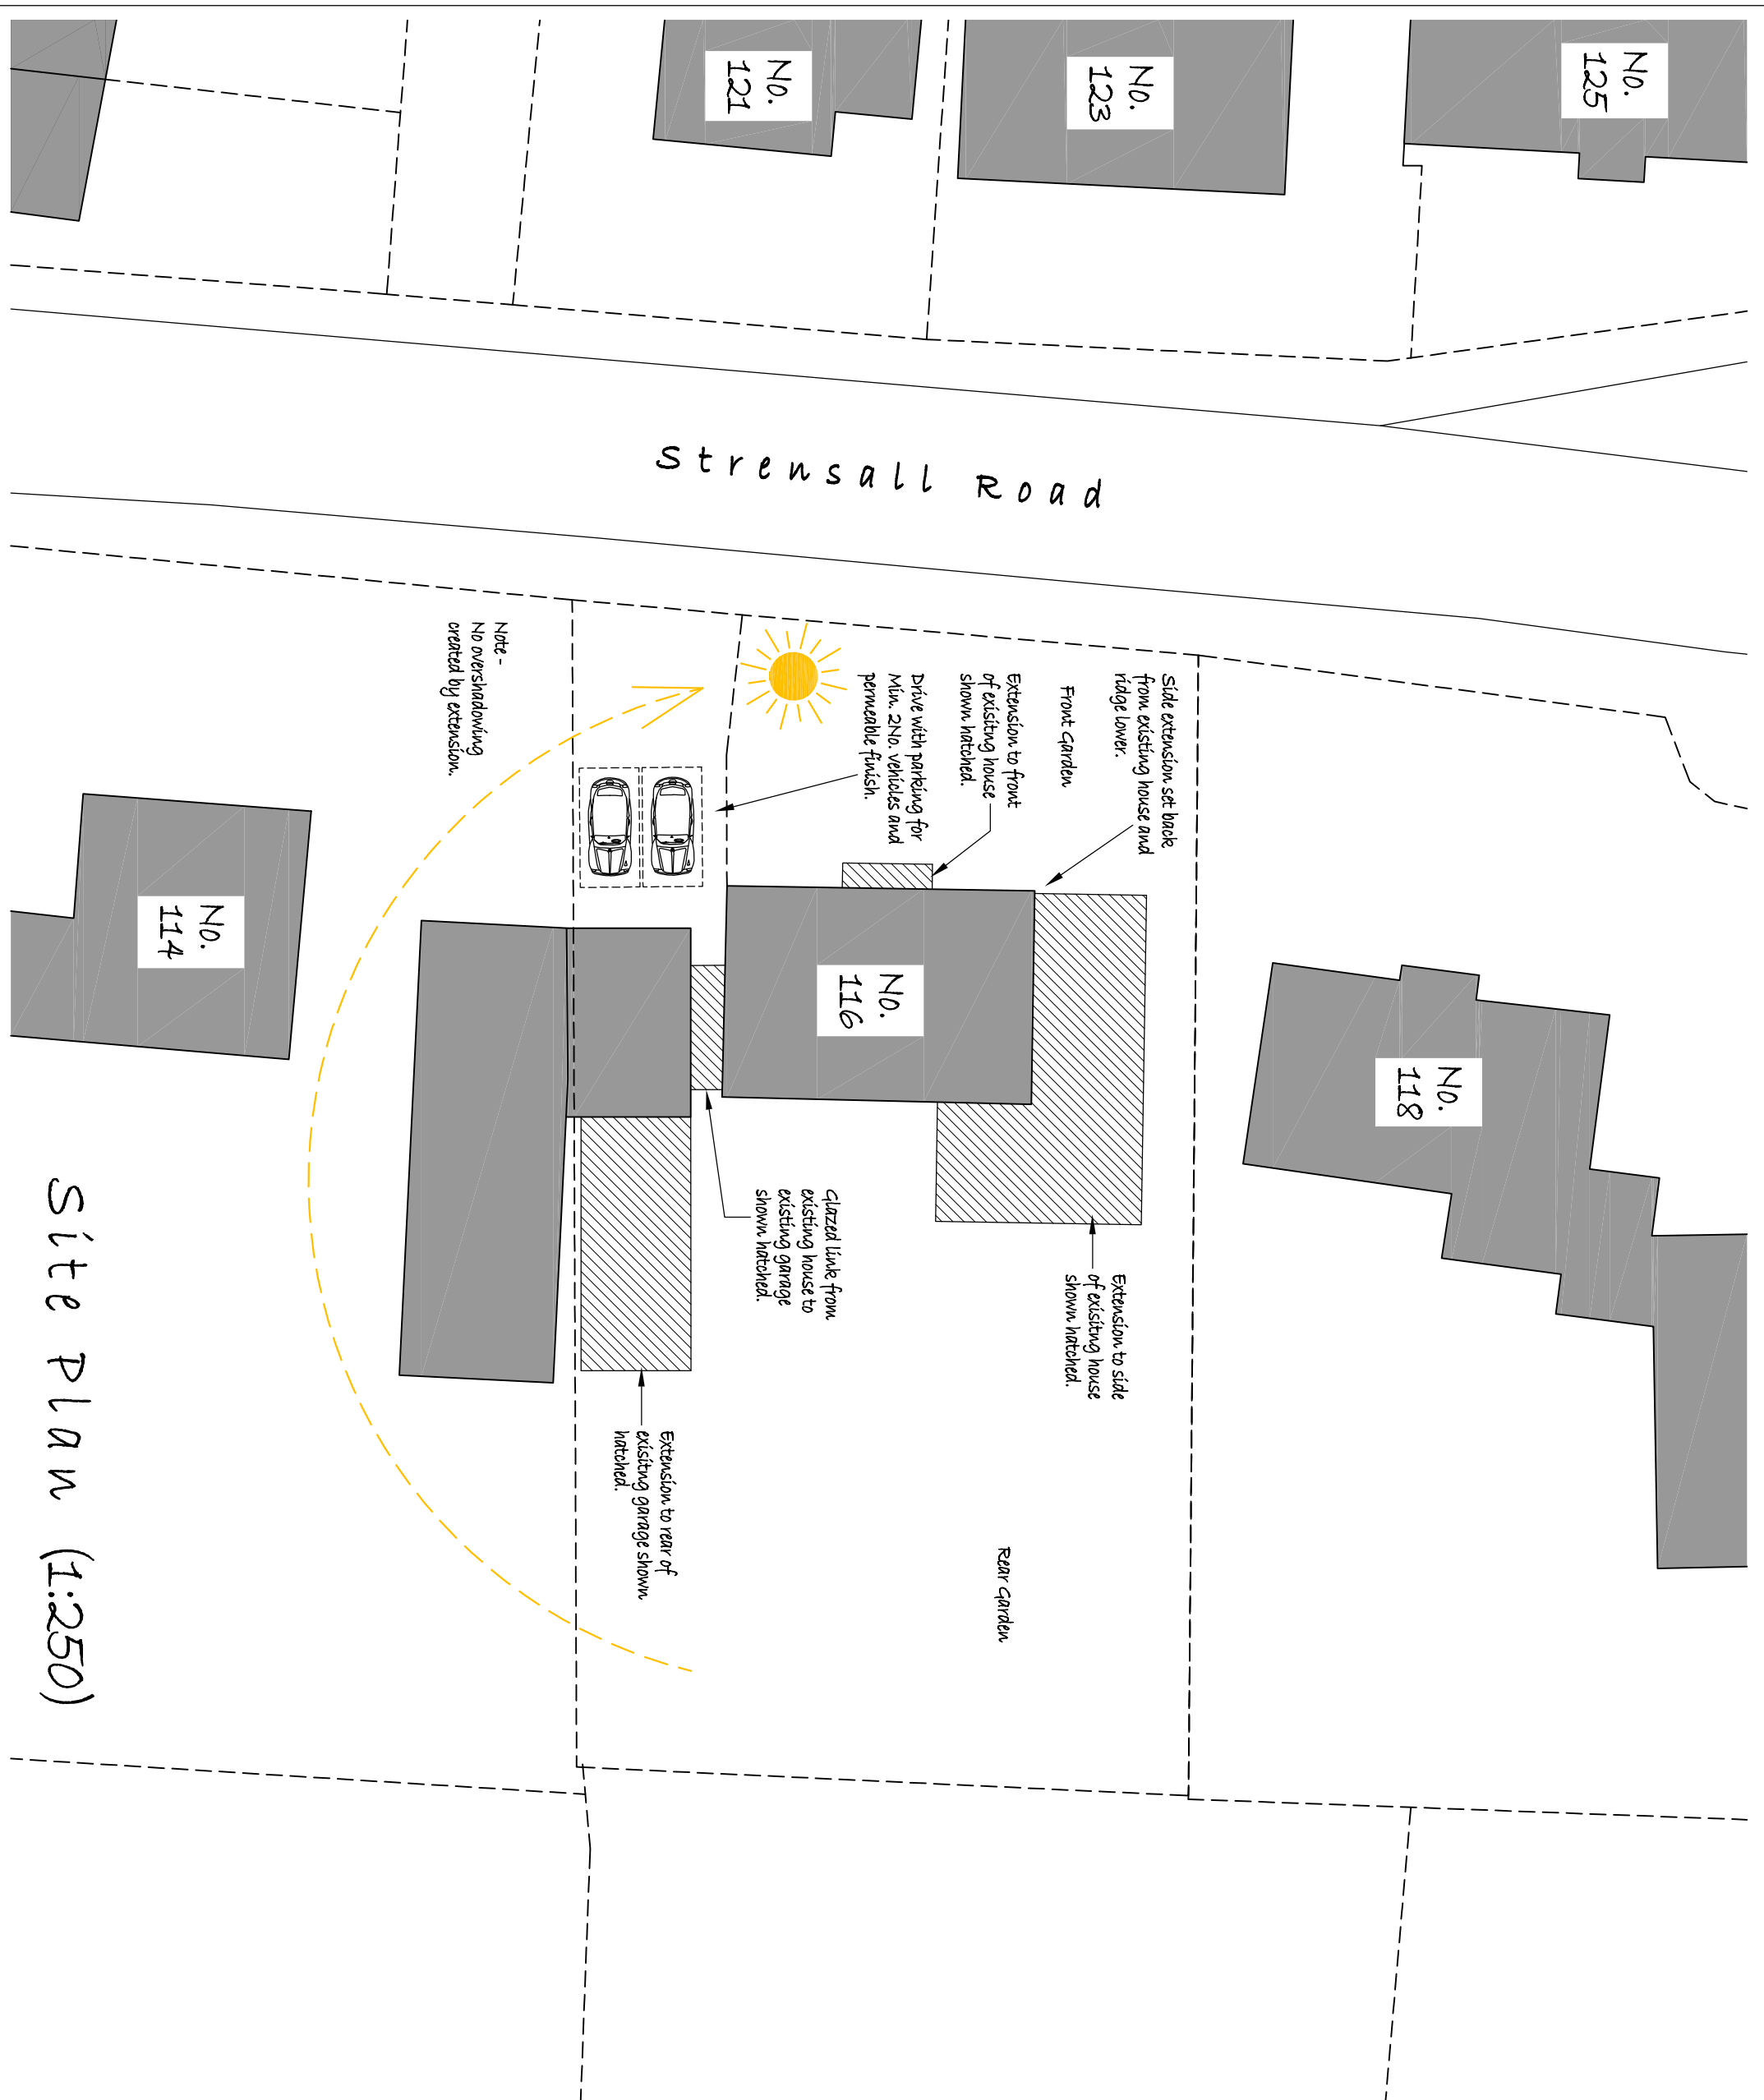 No.
121
No.
123
No.
125
Strensall Road
Note -
No overshadowing
created by extension.
Drive with parking for
Min. 2No. vehicles and
permeable finish.
Extension to front
of exisitng house
shown hatched.
Front Garden
Side extension set back
from existing house and
ridge lower.
No.
114
No.
116
No.
118
Glazed link from
existing house to
existing garage
shown hatched.
Extension to side
of exisitng house
shown hatched.
Extension to rear of
exisitng garage shown
hatched.
Rear Garden
Site Plan (1:250)